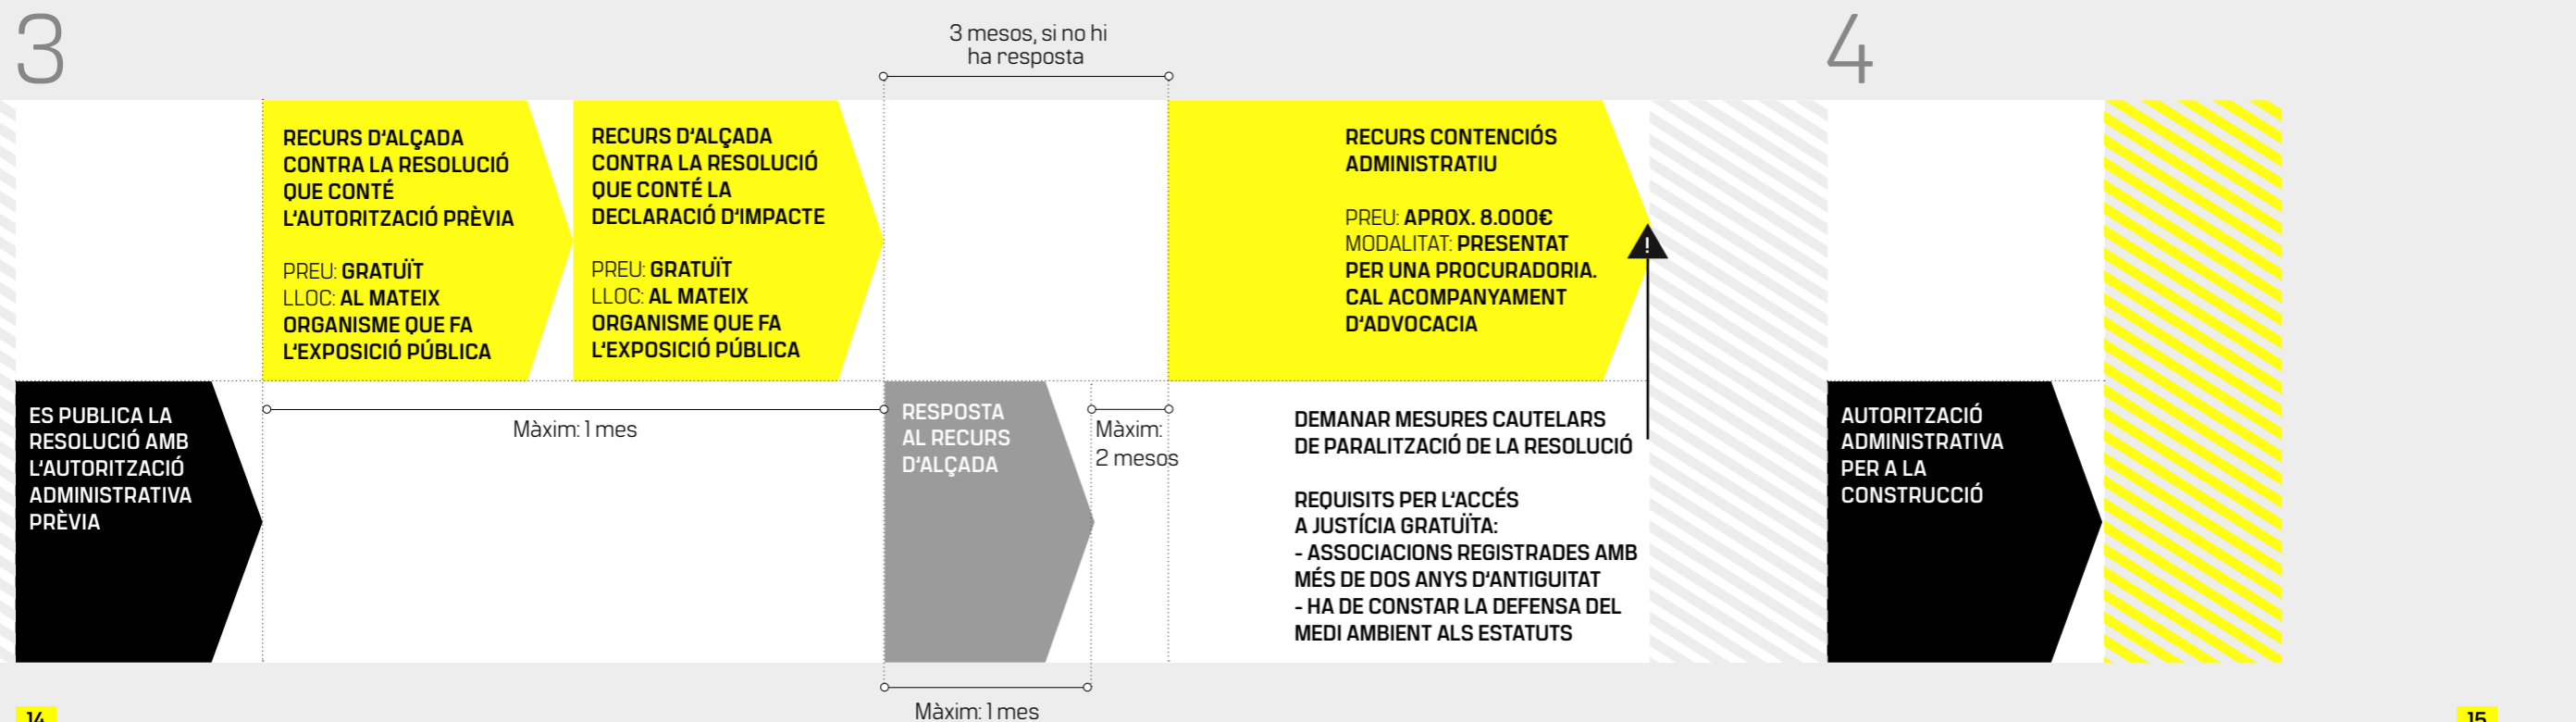 3
3 mesos, si no hi
ha resposta
4
RECURS D'ALÇADA
CONTRA LA RESOLUCIÓ
QUE CONTÉ
L'AUTORITZACIÓ PRÈVIA
PREU: GRATUÏT
LLOC: AL MATEIX
ORGANISME QUE FA
L'EXPOSICIÓ PÚBLICA
RECURS D'ALÇADA
CONTRA LA RESOLUCIÓ
QUE CONTÉ LA
DECLARACIÓ D'IMPACTE
PREU: GRATUÏT
LLOC: AL MATEIX
ORGANISME QUE FA
L'EXPOSICIÓ PÚBLICA
RECURS CONTENCIÓS
ADMINISTRATIU
PREU: APROX. 8.000€
MODALITAT: PRESENTAT
PER UNA PROCURADORIA.
CAL ACOMPANYAMENT
D'ADVOCACIA
!
ES PUBLICA LA
RESOLUCIÓ AMB
L'AUTORITZACIÓ
ADMINISTRATIVA
PRÈVIA
Màxim: 1 mes
RESPOSTA
AL RECURS
D'ALÇADA
Màxim:
2 mesos
DEMANAR MESURES CAUTELARS
DE PARALITZACIÓ DE LA RESOLUCIÓ
REQUISITS PER L'ACCÉS
A JUSTÍCIA GRATUÏTA:
- ASSOCIACIONS REGISTRADES AMB
MÉS DE DOS ANYS D'ANTIGUITAT
- HA DE CONSTAR LA DEFENSA DEL
MEDI AMBIENT ALS ESTATUTS
AUTORITZACIÓ
ADMINISTRATIVA
PER A LA
CONSTRUCCIÓ
Màxim: 1 mes
14
15